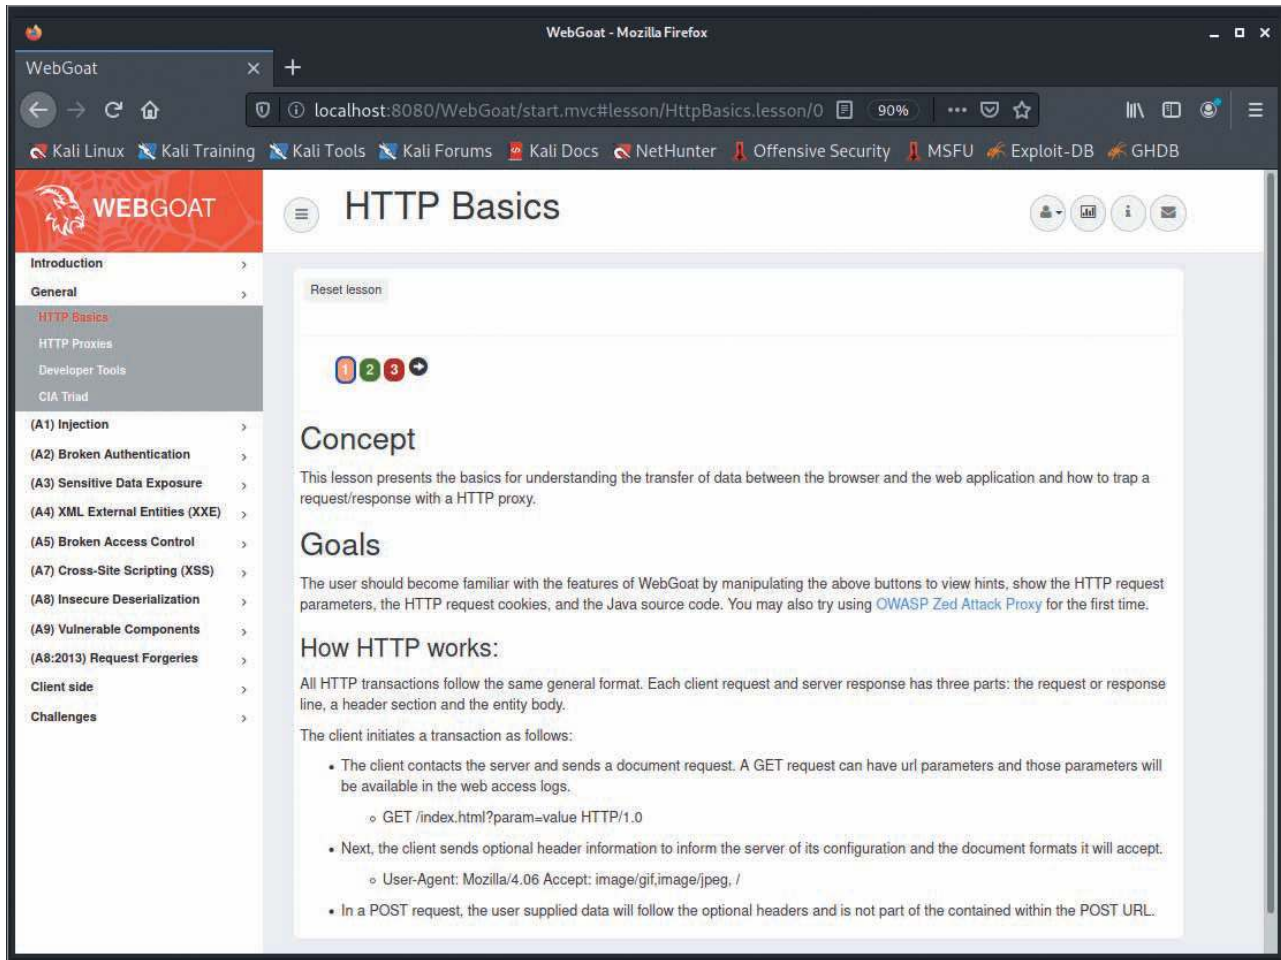 WebGoat - Mozilla Firefox
WebGoat
localhost:8080/WebGoat/start.mvc#lesson/HttpBasics.lesson/0 90%
Kali Linux Kali Training Kali Tools Kali Forums Kali Docs NetHunter Offensive Security MSFU Exploit-DB GHDB
WEBGOAT
HTTP Basics
Introduction
General
HTTP Basics
HTTP Proxies
Developer Tools
CIA Triad
(A1) Injection
(A2) Broken Authentication
(A3) Sensitive Data Exposure
(A4) XML External Entities (XXE)
(A5) Broken Access Control
(A7) Cross-Site Scripting (XSS)
(A8) Insecure Deserialization
(A9) Vulnerable Components
(A8:2013) Request Forgeries
Client side
Challenges
Reset lesson
1 2 3
Concept
This lesson presents the basics for understanding the transfer of data between the browser and the web application and how to trap a
request/response with a HTTP proxy.
Goals
The user should become familiar with the features of WebGoat by manipulating the above buttons to view hints, show the HTTP request
parameters, the HTTP request cookies, and the Java source code. You may also try using OWASP Zed Attack Proxy for the first time.
How HTTP works:
All HTTP transactions follow the same general format. Each client request and server response has three parts: the request or response
line, a header section and the entity body.
The client initiates a transaction as follows:
• The client contacts the server and sends a document request. A GET request can have url parameters and those parameters will
be available in the web access logs.
◦ GET /index.html?param=value HTTP/1.0
• Next, the client sends optional header information to inform the server of its configuration and the document formats it will accept.
◦ User-Agent: Mozilla/4.06 Accept: image/gif,image/jpeg, /
• In a POST request, the user supplied data will follow the optional headers and is not part of the contained within the POST URL.